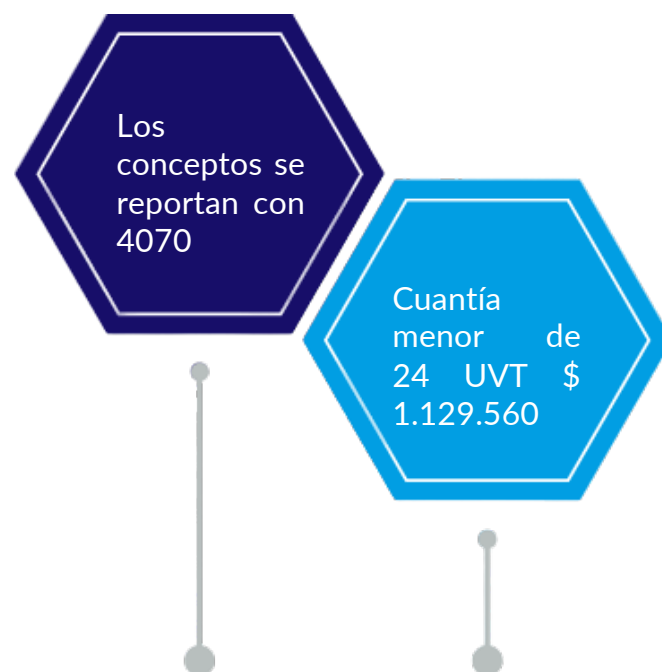 Los
conceptos se
reportan con
4070
Cuantía
menor de
24 UVT $
1.129.560